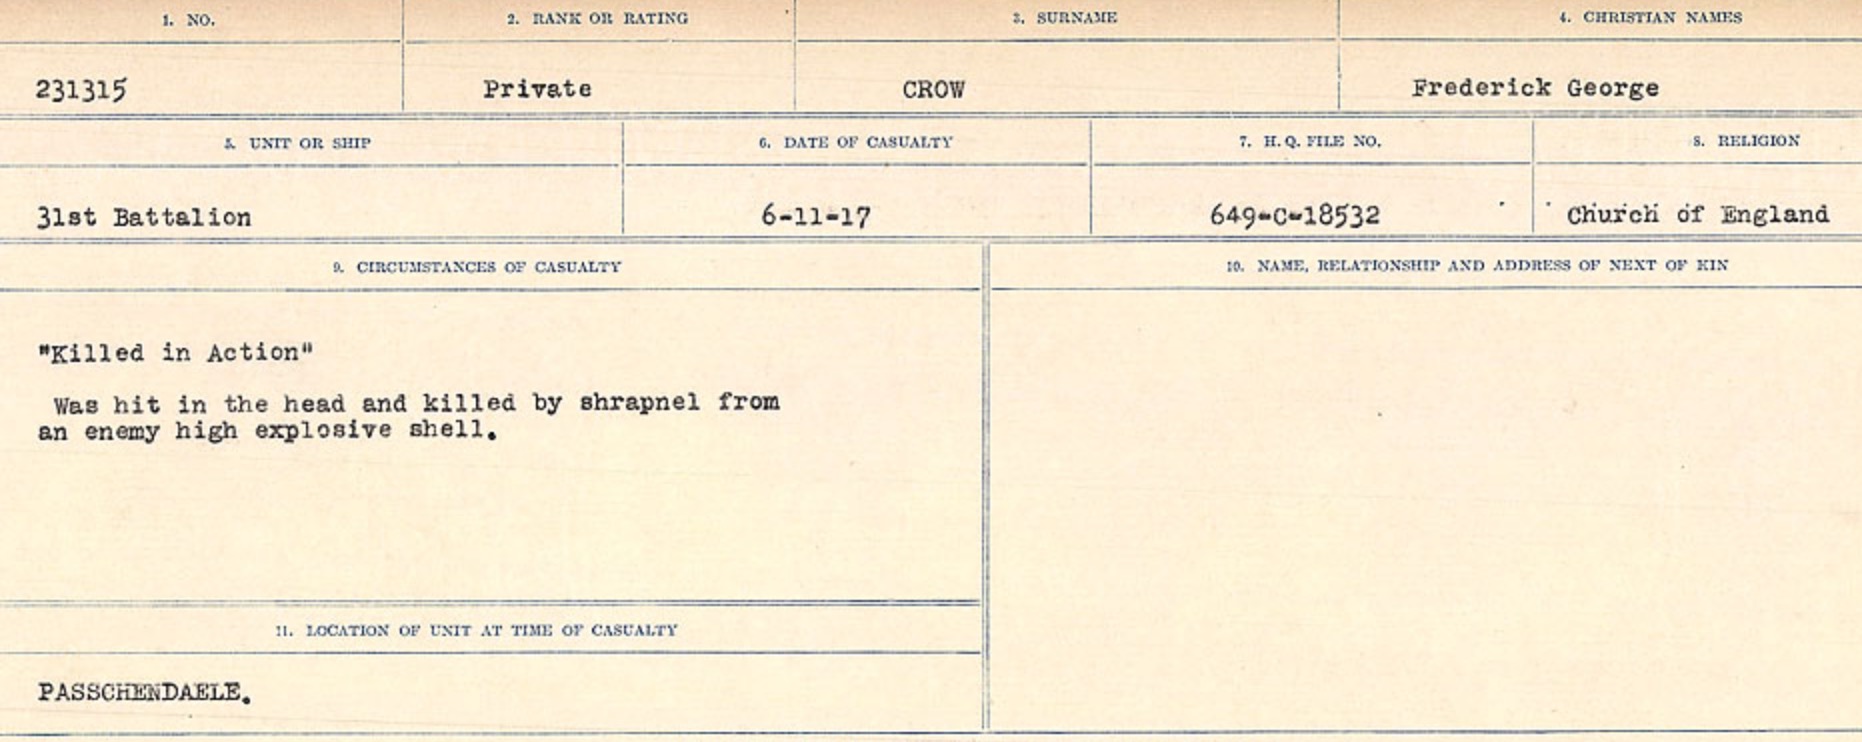 1. NO. 2. RANK OR RATING 3. SURNAME 4. CHRISTIAN NAMES
231315 Private CROW Frederick George
5. UNIT OR SHIP 6. DATE OF CASUALTY 7. H.Q. FILE NO. 8. RELIGION
31st Battalion 6-11-17 649-C-18532 Church of England
9. CIRCUMSTANCES OF CASUALTY 10. NAME, RELATIONSHIP AND ADDRESS OF NEXT OF KIN
"Killed in Action"
Was hit in the head and killed by shrapnel from
an enemy high explosive shell.
11. LOCATION OF UNIT AT TIME OF CASUALTY
PASSCHENDAELE.